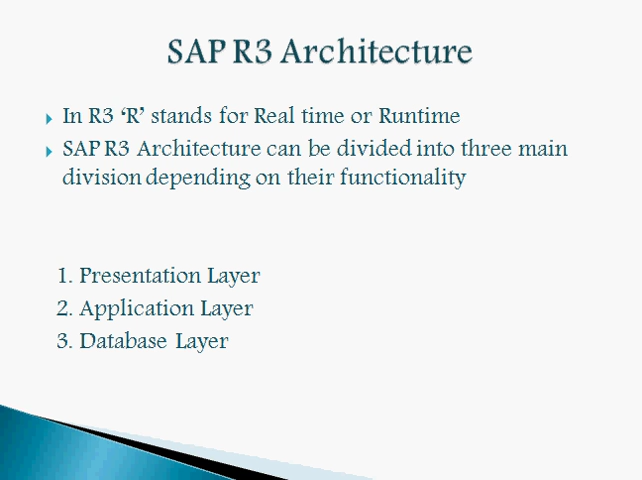 SAP R3 Architecture
In R3 ‘R’ stands for Real time or Runtime
SAP R3 Architecture can be divided into three main
division depending on their functionality
1. Presentation Layer
2. Application Layer
3. Database Layer